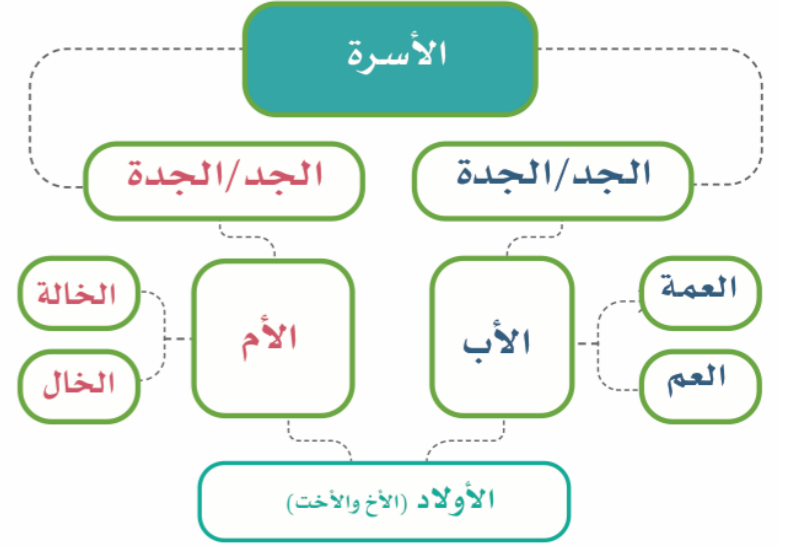 الأسرة
الجد/الجدة
الجد/الجدة
العمة
العم
الأب
الأم
الخالة
الخال
الأولاد (الأخ والأخت)